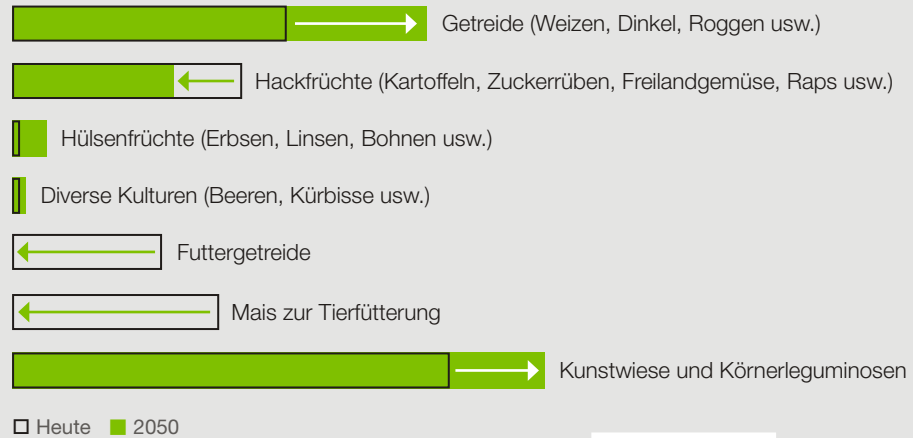 Getreide (Weizen, Dinkel, Roggen usw.)
Hackfrüchte (Kartoffeln, Zuckerrüben, Freilandgemüse, Raps usw.)
Hülsenfrüchte (Erbsen, Linsen, Bohnen usw.)
Diverse Kulturen (Beeren, Kürbisse usw.)
Futtergetreide
Mais zur Tierfütterung
Kunstwiese und Körnerleguminosen
Heute 2050